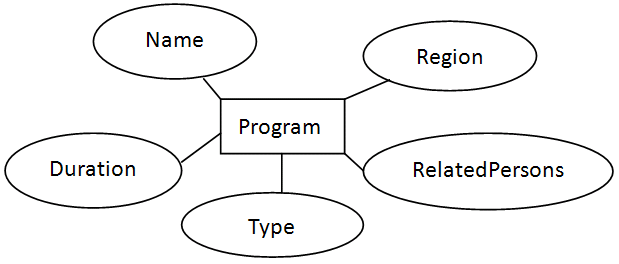 Name
Region
Program
Duration
RelatedPersons
Type